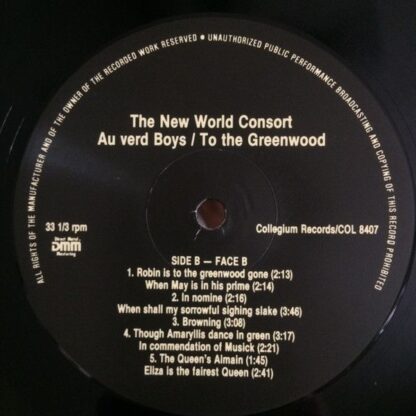 ALL RIGHTS OF THE MANUFACTURER AND OF THE OWNER OF THE RECORDED WORK RESERVED • UNAUTHORIZED PUBLIC PERFORMANCE BROADCASTING AND COPYING OF THIS RECORD PROHIBITED
The New World Consort
Au verd Boys / To the Greenwood
33 1/3 rpm
Direct Metal
DMM
Mastering
Collegium Records/COL 8407
SIDE B — FACE B
1. Robin is to the greenwood gone (2:13)
When May is in his prime (2:14)
2. In nomine (2:16)
When shall my sorrowful sighing slake (3:46)
3. Browning (3:08)
4. Though Amaryllis dance in green (3:17)
In commendation of Musick (2:21)
5. The Queen's Almain (1:45)
Eliza is the fairest Queen (2:41)